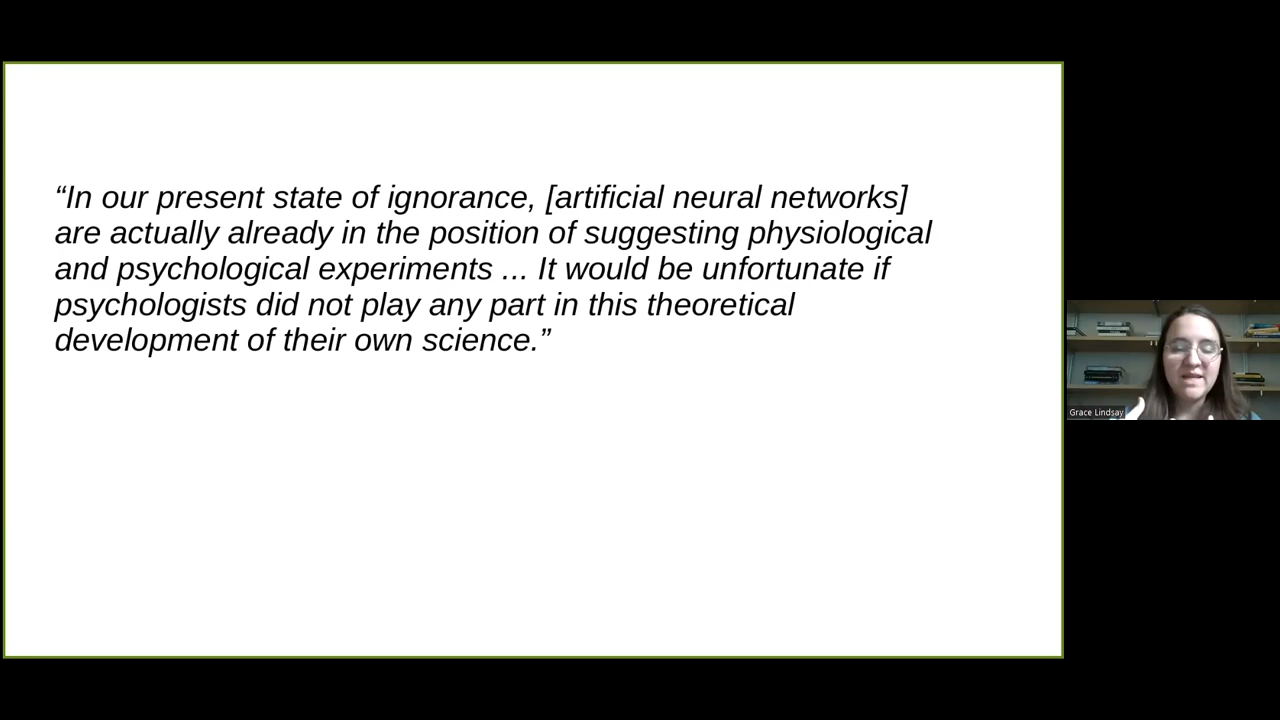 “In our present state of ignorance, [artificial neural networks]
are actually already in the position of suggesting physiological
and psychological experiments ... It would be unfortunate if
psychologists did not play any part in this theoretical
development of their own science.”
Grace Lindsay